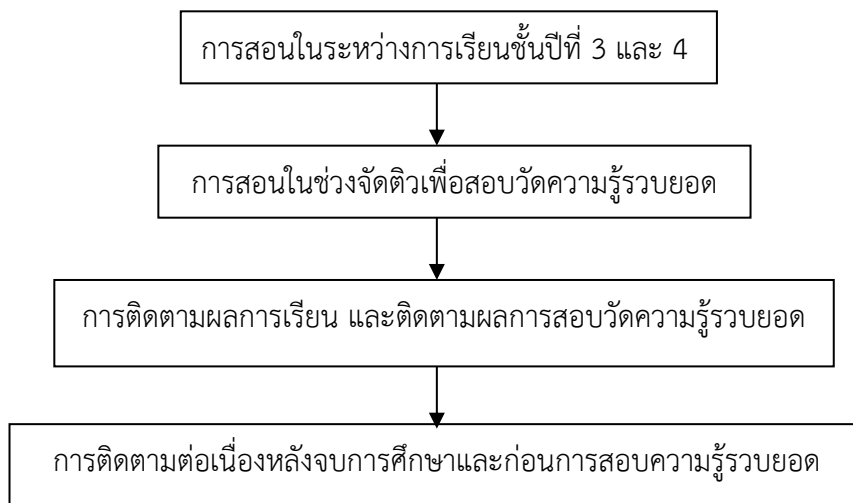 การสอนในระหว่างการเรียนชั้นปีที่ 3 และ 4
การสอนในช่วงจัดติวเพื่อสอบวัดความรู้รวบยอด
การติดตามผลการเรียน และติดตามผลการสอบวัดความรู้รวบยอด
การติดตามต่อเนื่องหลังจบการศึกษาและก่อนการสอบความรู้รวบยอด